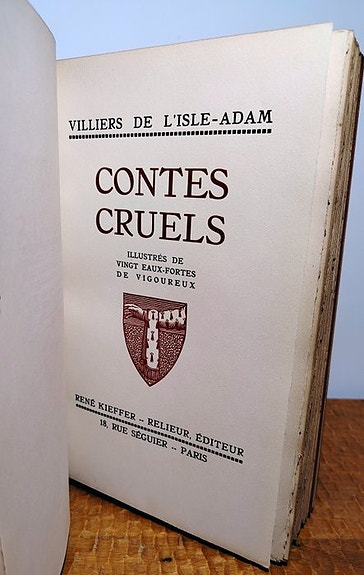 VILLIERS DE L'ISLE-ADAM
CONTES
CRUELS
ILLUSTRÉS DE
VINGT EAUX-FORTES
DE VIGOUREUX
RENÉ KIEFFER -- RELIEUR, ÉDITEUR
18, RUE SÉGUIER -- PARIS